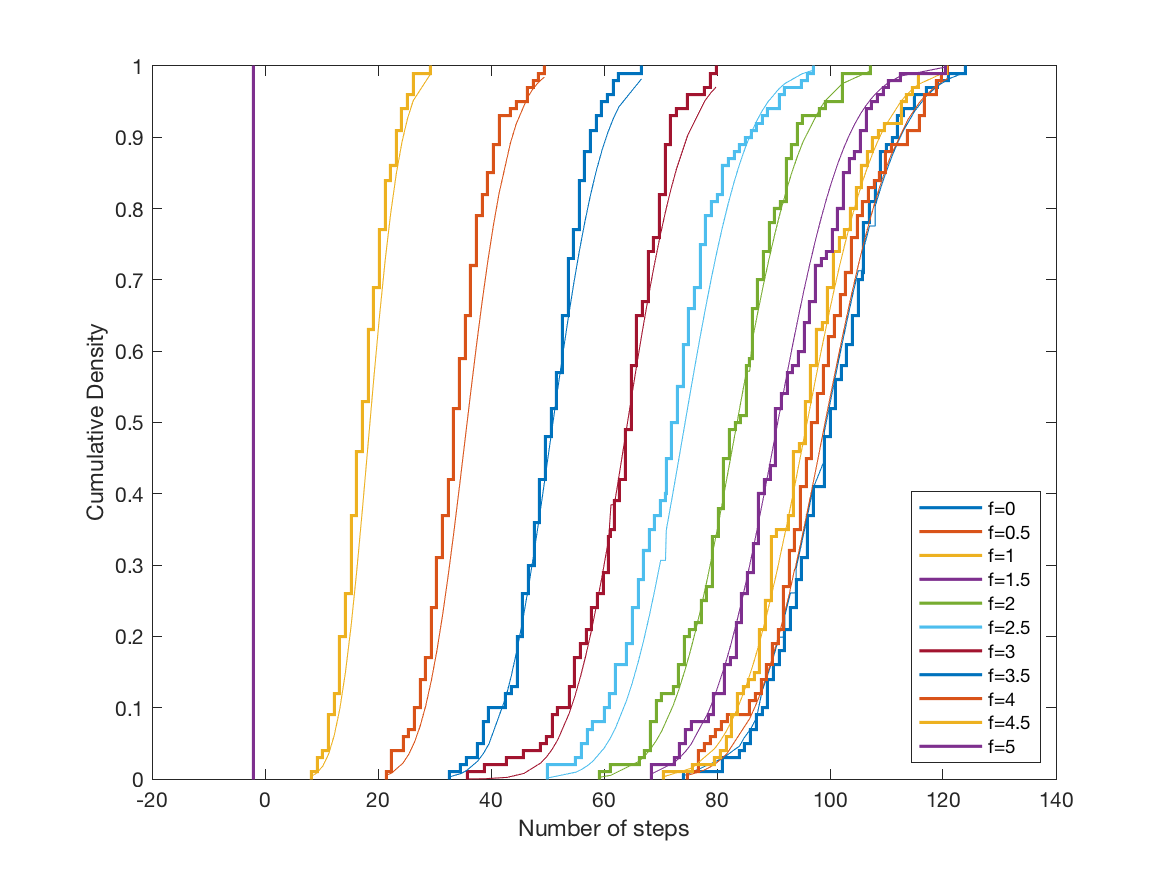 1
0.9
0.8
0.7
0.6
0.5
0.4
0.3
0.2
0.1
0
Cumulative Density
f=0
f=0.5
f=1
f=1.5
f=2
f=2.5
f=3
f=3.5
f=4
f=4.5
f=5
-20 0 20 40 60 80 100 120 140
Number of steps